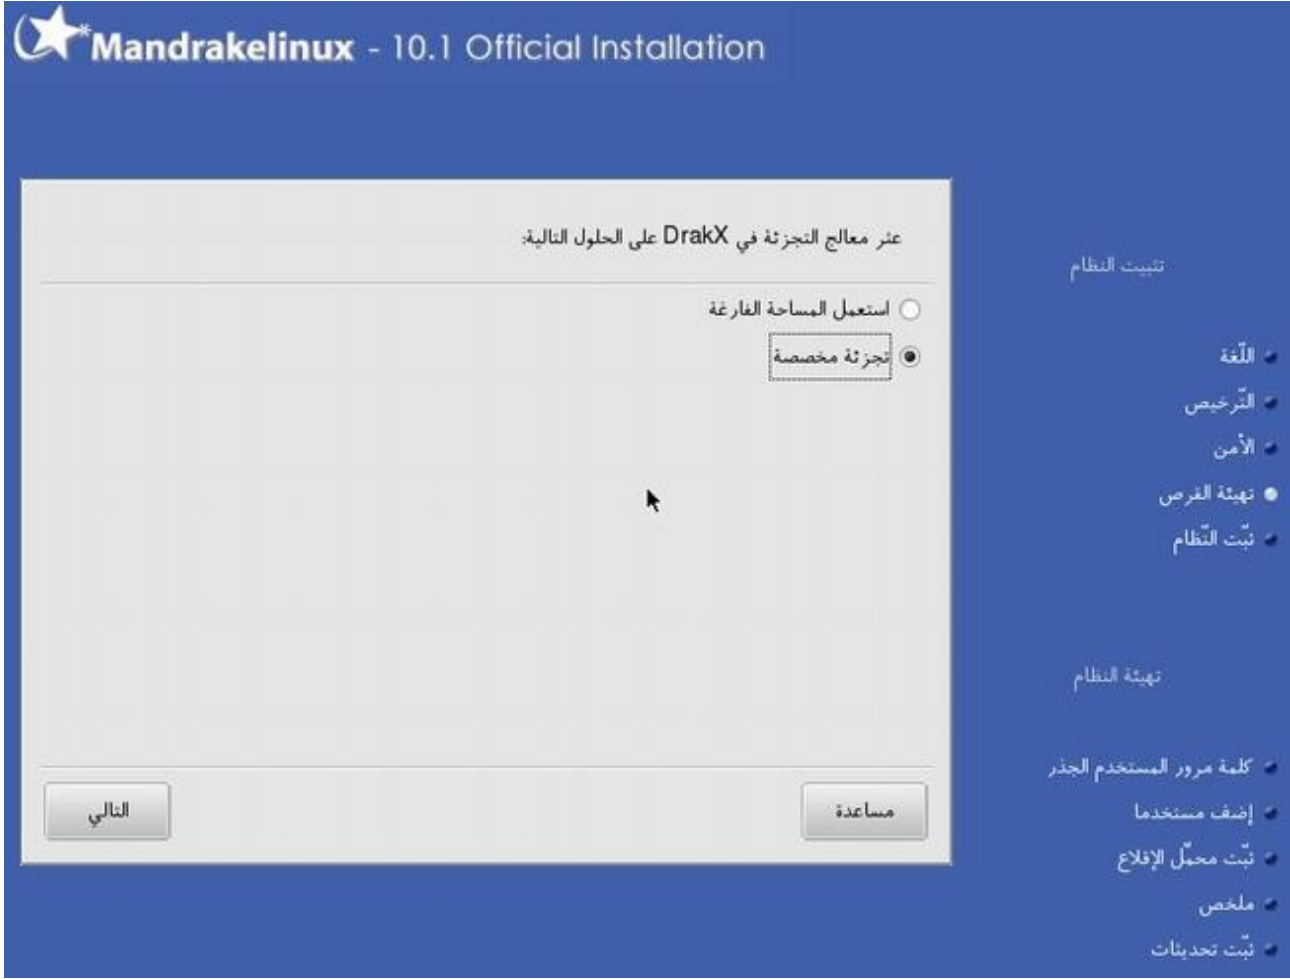 Mandrakelinux - 10.1 Official Installation
عثر معالج التجزئة في DrakX على الحلول التالية:
استعمل المساحة الفارغة
تجزئة مخصصة
مساعدة
التالي
تثبيت النظام
اللّغة
التّرخيص
الأمن
تهيئة القرص
ثبّت النّظام
تهيئة النظام
كلمة مرور المستخدم الجذر
إضف مستخدما
ثبّت محمّل الإقلاع
ملخص
ثبّت تحديثات